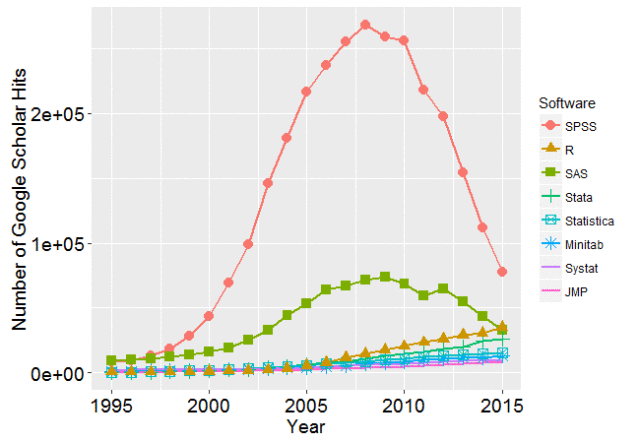 Number of Google Scholar Hits
2e+05
1e+05
0e+00
1995
2000
2005
2010
2015
Year
Software
SPSS
R
SAS
Stata
Statistica
Minitab
Systat
JMP